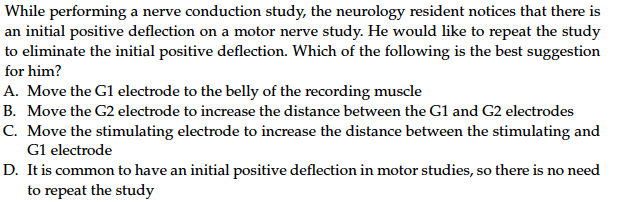 While performing a nerve conduction study, the neurology resident notices that there is
an initial positive deflection on a motor nerve study. He would like to repeat the study
to eliminate the initial positive deflection. Which of the following is the best suggestion
for him?
A. Move the G1 electrode to the belly of the recording muscle
B. Move the G2 electrode to increase the distance between the G1 and G2 electrodes
C. Move the stimulating electrode to increase the distance between the stimulating and
G1 electrode
D. It is common to have an initial positive deflection in motor studies, so there is no need
to repeat the study